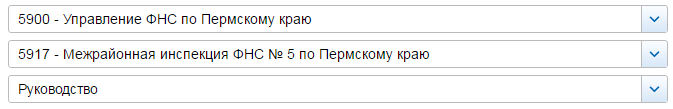 5900 - Управление ФНС по Пермскому краю
5917 - Межрайонная инспекция ФНС № 5 по Пермскому краю
Руководство